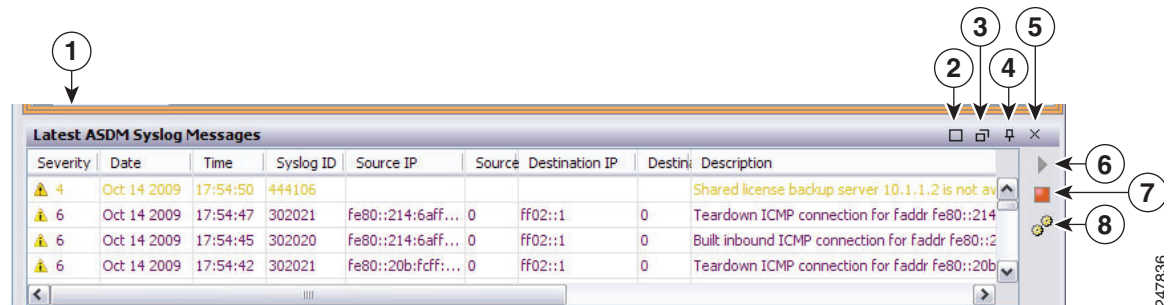 3 5
1 2 4
Latest ASDM Syslog Messages
Severity Date Time Syslog ID Source IP Source Destination IP Destin Description
6
4 Oct 14 2009 17:54:50 444106 Shared license backup server 10.1.1.2 is not av
7
6 Oct 14 2009 17:54:47 302021 fe80::214:6aff... 0 ff02::1 0 Teardown ICMP connection for faddr fe80::214
8
6 Oct 14 2009 17:54:45 302020 fe80::214:6aff... 0 ff02::1 0 Built inbound ICMP connection for faddr fe80::2
6 Oct 14 2009 17:54:42 302021 fe80::20b:fcff:... 0 ff02::1 0 Teardown ICMP connection for faddr fe80::20b
247836